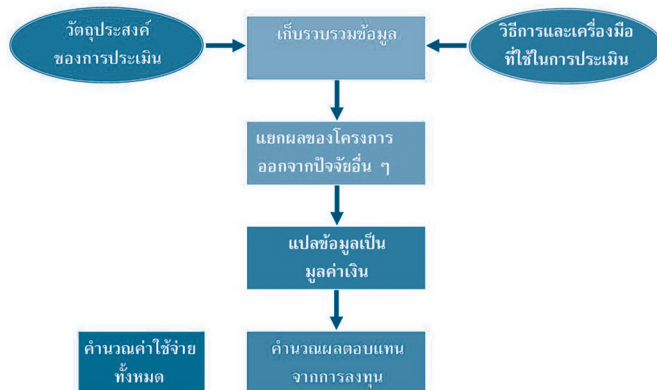 วัตถุประสงค์
ของการประเมิน
เก็บรวบรวมข้อมูล
วิธีการและเครื่องมือ
ที่ใช้ในการประเมิน
แยกผลของโครงการ
ออกจากปัจจัยอื่น ๆ
แปลข้อมูลเป็น
มูลค่าเงิน
คำนวณค่าใช้จ่าย
ทั้งหมด
คำนวณผลตอบแทน
จากการลงทุน